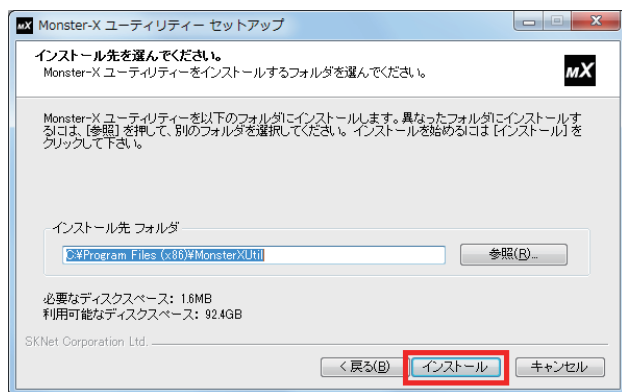 MX Monster-X ユーティリティー セットアップ
インストール先を選んでください。
Monster-X ユーティリティーをインストールするフォルダを選んでください。
MX
Monster-X ユーティリティーを以下のフォルダにインストールします。異なったフォルダにインストールす
るには、[参照] を押して、別のフォルダを選択してください。インストールを始めるには [インストール] を
クリックして下さい。
インストール先 フォルダ
C:¥Program Files (x86)¥MonsterXUtil
参照(R)...
必要なディスクスペース: 1.6MB
利用可能なディスクスペース: 92.4GB
SKNet Corporation Ltd.
< 戻る(B)
インストール
キャンセル